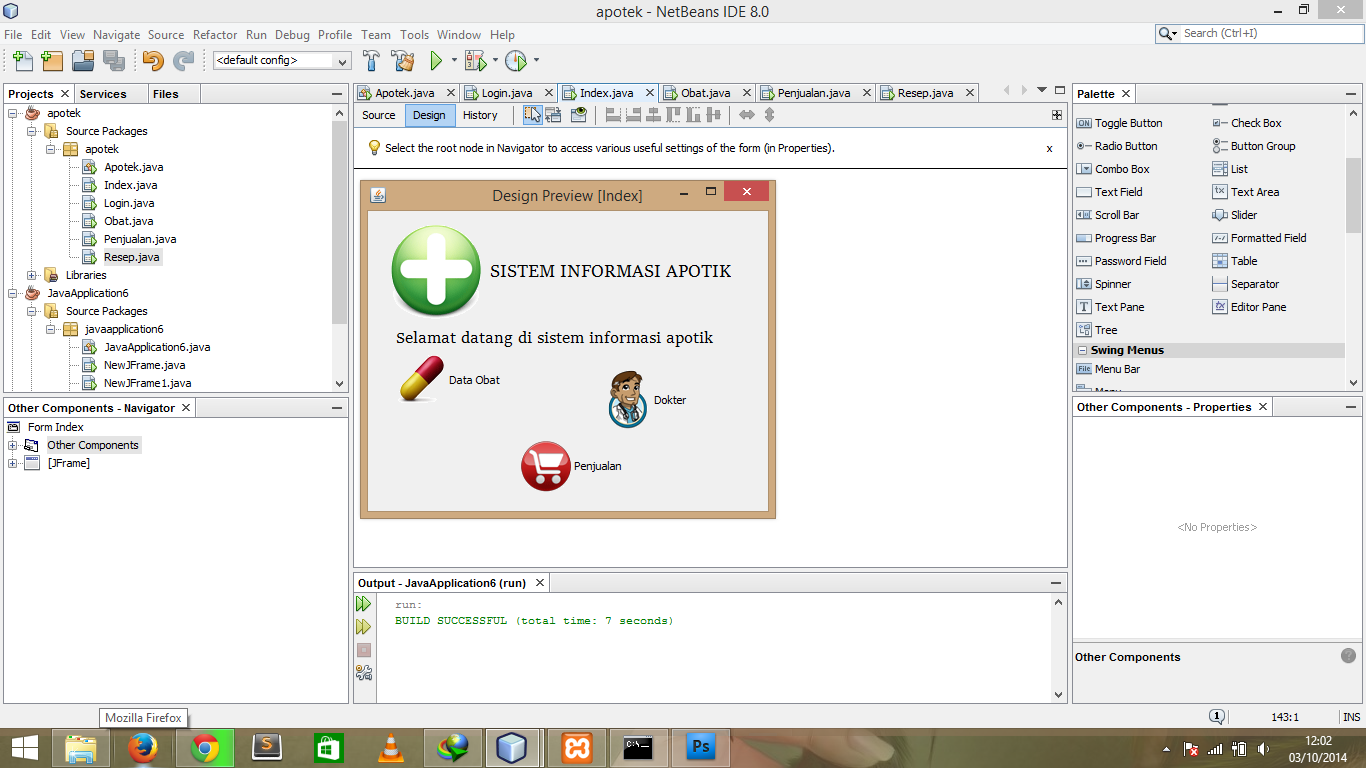 apotek - NetBeans IDE 8.0
File Edit View Navigate Source Refactor Run Debug Profile Team Tools Window Help
Search (Ctrl+I)
<default config>
Projects Services Files
apotek
Source Packages
apotek
Apotek.java
Index.java
Login.java
Obat.java
Penjualan.java
Resep.java
Libraries
JavaApplication6
Source Packages
javaapplication6
JavaApplication6.java
NewJFrame.java
NewJFrame1.java
Other Components - Navigator
Form Index
Other Components
[JFrame]
Apotek.java Login.java Index.java Obat.java Penjualan.java Resep.java
Source Design History
Select the root node in Navigator to access various useful settings of the form (in Properties). x
Design Preview [Index]
SISTEM INFORMASI APOTIK
Selamat datang di sistem informasi apotik
Data Obat
Dokter
Penjualan
Output - JavaApplication6 (run)
run:
BUILD SUCCESSFUL (total time: 7 seconds)
Palette
ON Toggle Button Check Box
Radio Button Button Group
Combo Box List
Text Field Text Area
Scroll Bar Slider
Progress Bar Formatted Field
Password Field Table
Spinner Separator
T Text Pane Editor Pane
Tree
Swing Menus
File Menu Bar
Menu
Other Components - Properties
<No Properties>
Other Components
?
1 143:1 INS
Mozilla Firefox
S
C:\_
Ps
12:02
03/10/2014